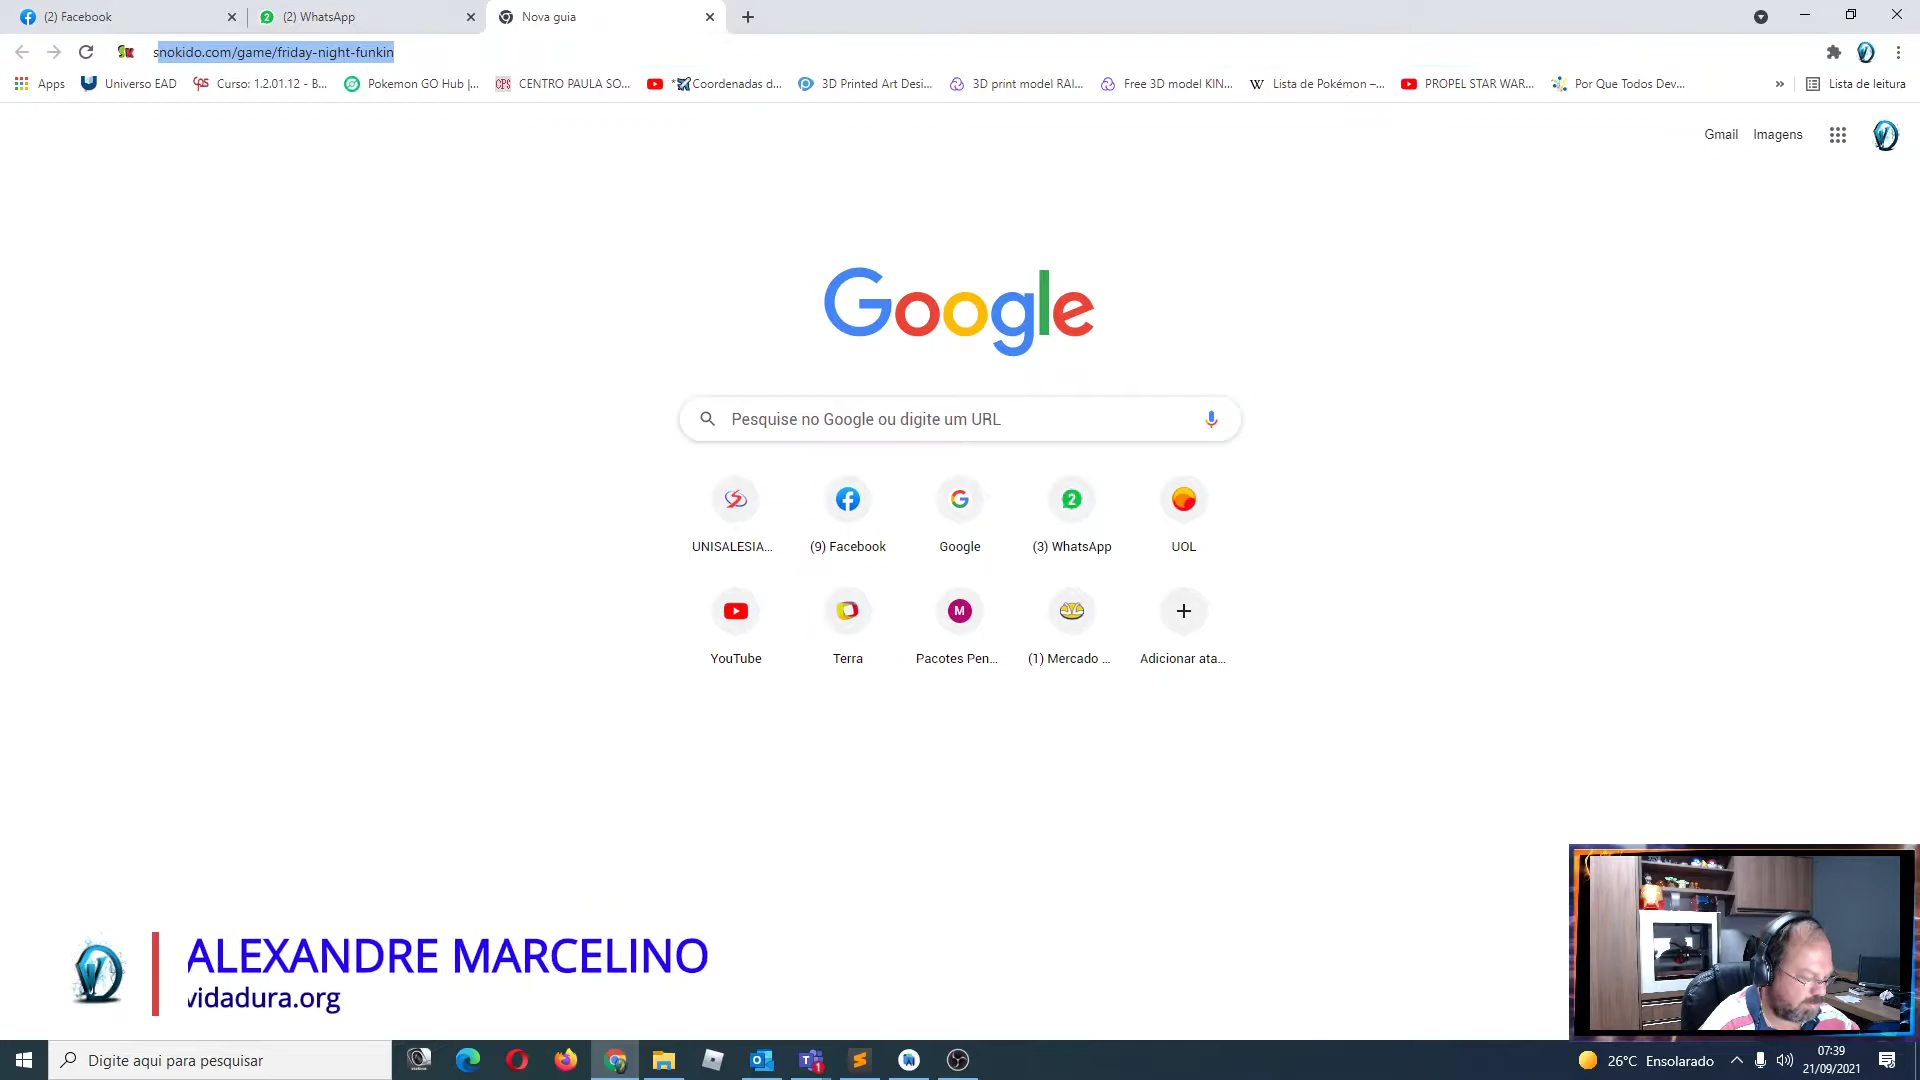 (2) Facebook
(2) WhatsApp
Nova guia
snokido.com/game/friday-night-funkin
Apps
Universo EAD
Curso: 1.2.01.12 - B...
Pokemon GO Hub |...
CENTRO PAULA SO...
Coordenadas d...
3D Printed Art Desi...
3D print model RAI...
Free 3D model KIN...
Lista de Pokémon –...
PROPEL STAR WAR...
Por Que Todos Dev...
»
Lista de leitura
Gmail
Imagens
Google
Pesquise no Google ou digite um URL
UNISALESIA...
(9) Facebook
Google
(3) WhatsApp
UOL
YouTube
Terra
Pacotes Pen...
(1) Mercado ...
Adicionar ata...
ALEXANDRE MARCELINO
vidadura.org
Digite aqui para pesquisar
26°C Ensolarado
07:39
21/09/2021